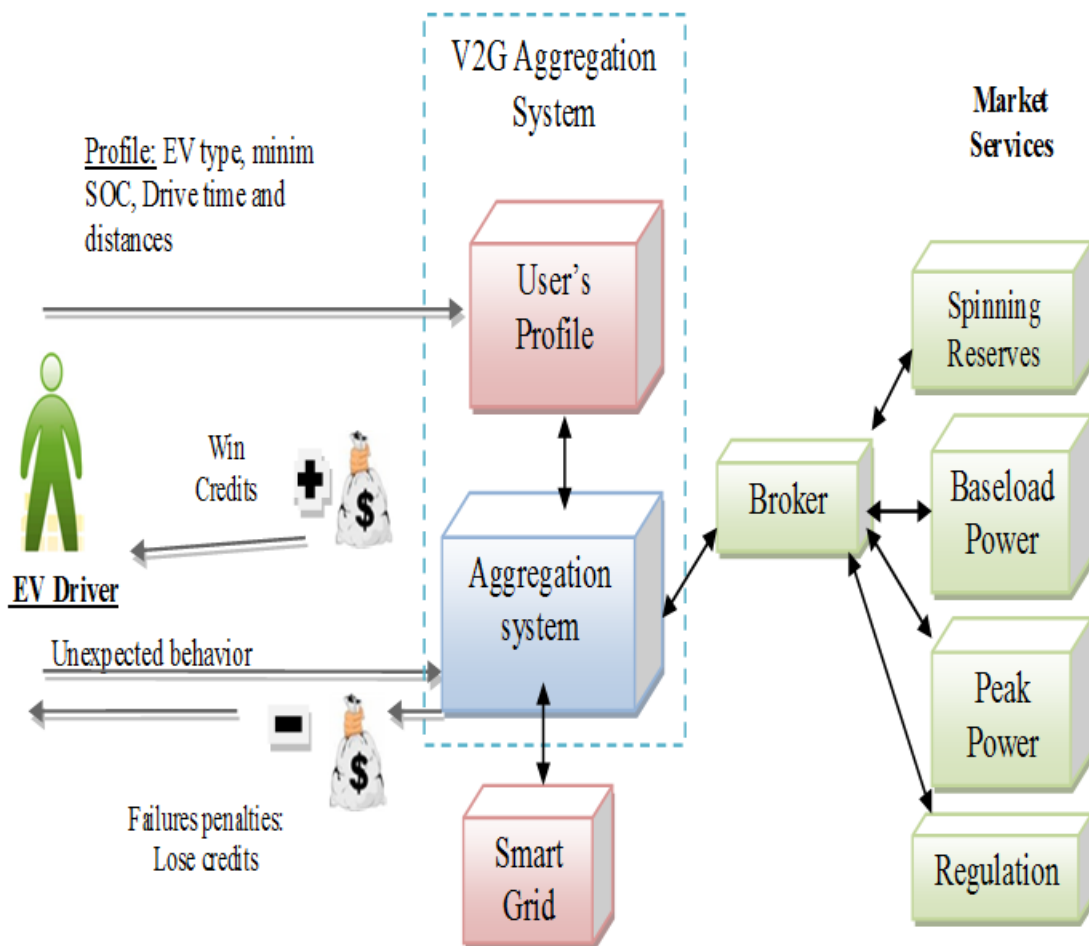 V2G Aggregation
System
Market
Services
Profile: EV type, minim
SOC, Drive time and
distances
User's
Profile
Spinning
Reserves
Win
Credits
$
Broker
Baseload
Power
EV Driver
Aggregation
system
Unexpected behavior
$
Peak
Power
Failures penalties:
Lose credits
Smart
Grid
Regulation